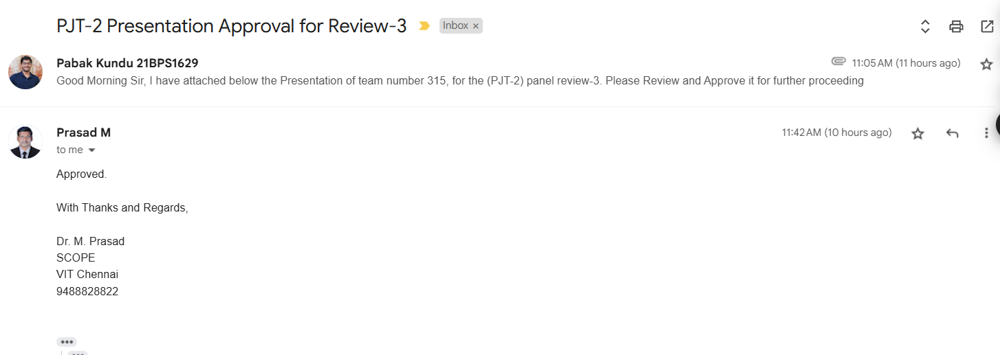 PJT-2 Presentation Approval for Review-3 Inbox ×
Pabak Kundu 21BPS1629 11:05 AM (11 hours ago)
Good Morning Sir, I have attached below the Presentation of team number 315, for the (PJT-2) panel review-3. Please Review and Approve it for further proceeding
Prasad M 11:42 AM (10 hours ago)
to me
Approved.
With Thanks and Regards,
Dr. M. Prasad
SCOPE
VIT Chennai
9488828822